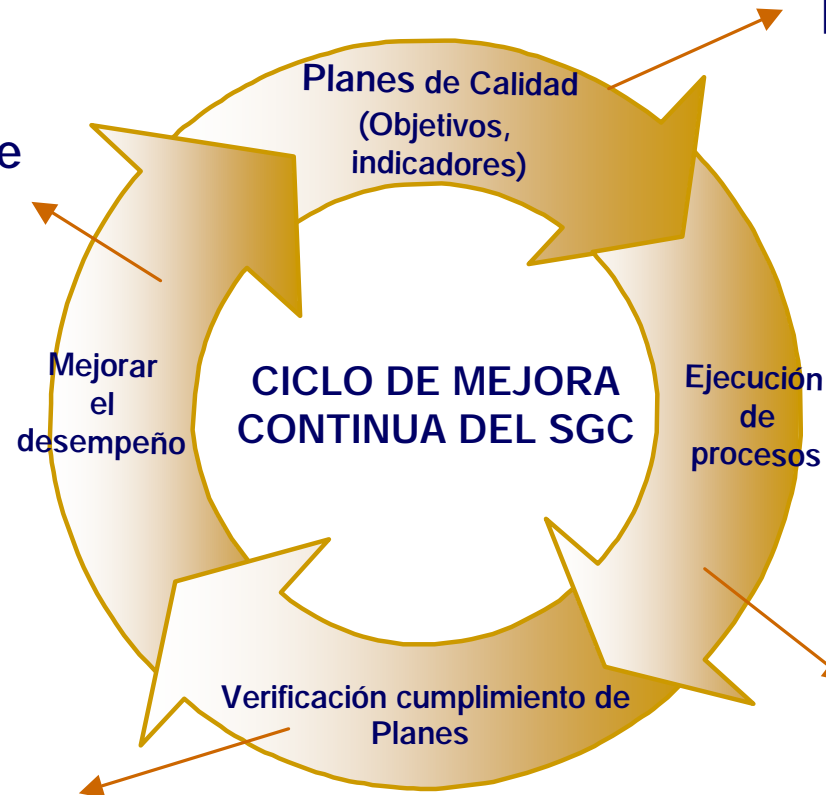 Planes de Calidad
(Objetivos,
indicadores)
e
Mejorar
el
desempeño
CICLO DE MEJORA
CONTINUA DEL SGC
Ejecución
de
procesos
Verificación cumplimiento de
Planes